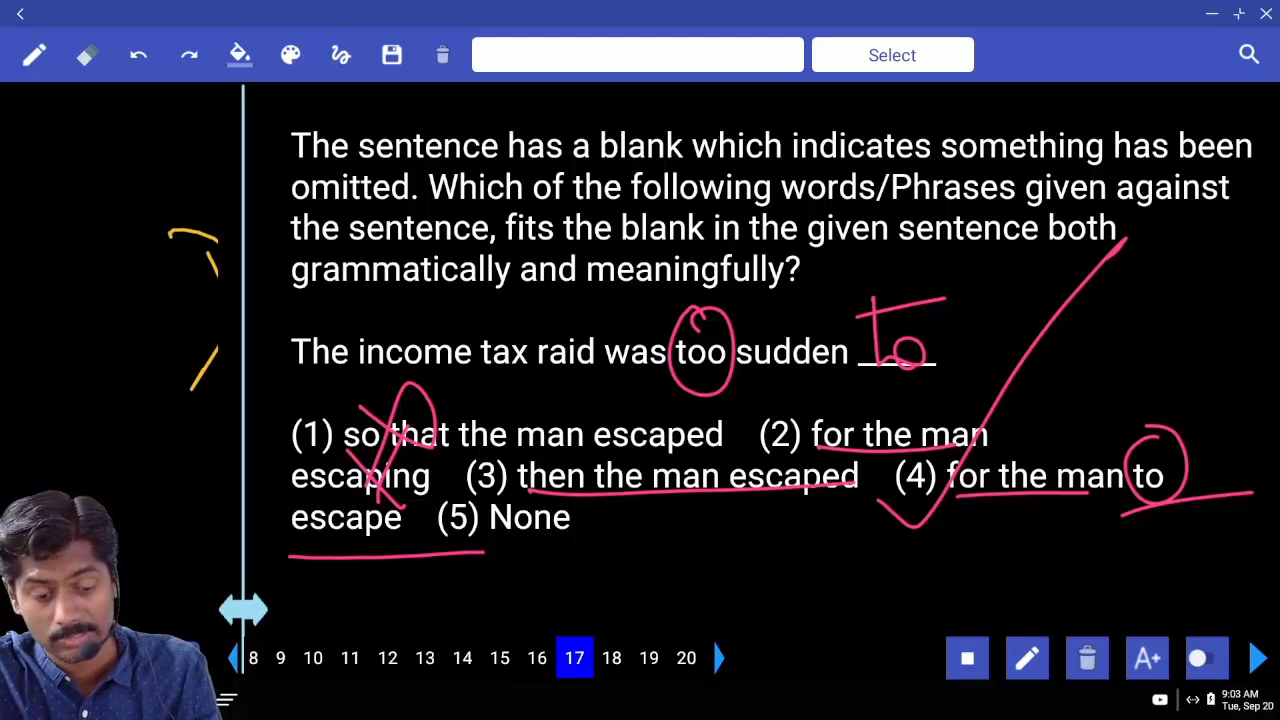 Select
The sentence has a blank which indicates something has been
omitted. Which of the following words/Phrases given against
the sentence, fits the blank in the given sentence both
grammatically and meaningfully?
The income tax raid was too sudden to
(1) so that the man escaped (2) for the man
escaping (3) then the man escaped (4) for the man to
escape (5) None
8 9 10 11 12 13 14 15 16 17 18 19 20
A+
9:03 AM
Tue, Sep 20